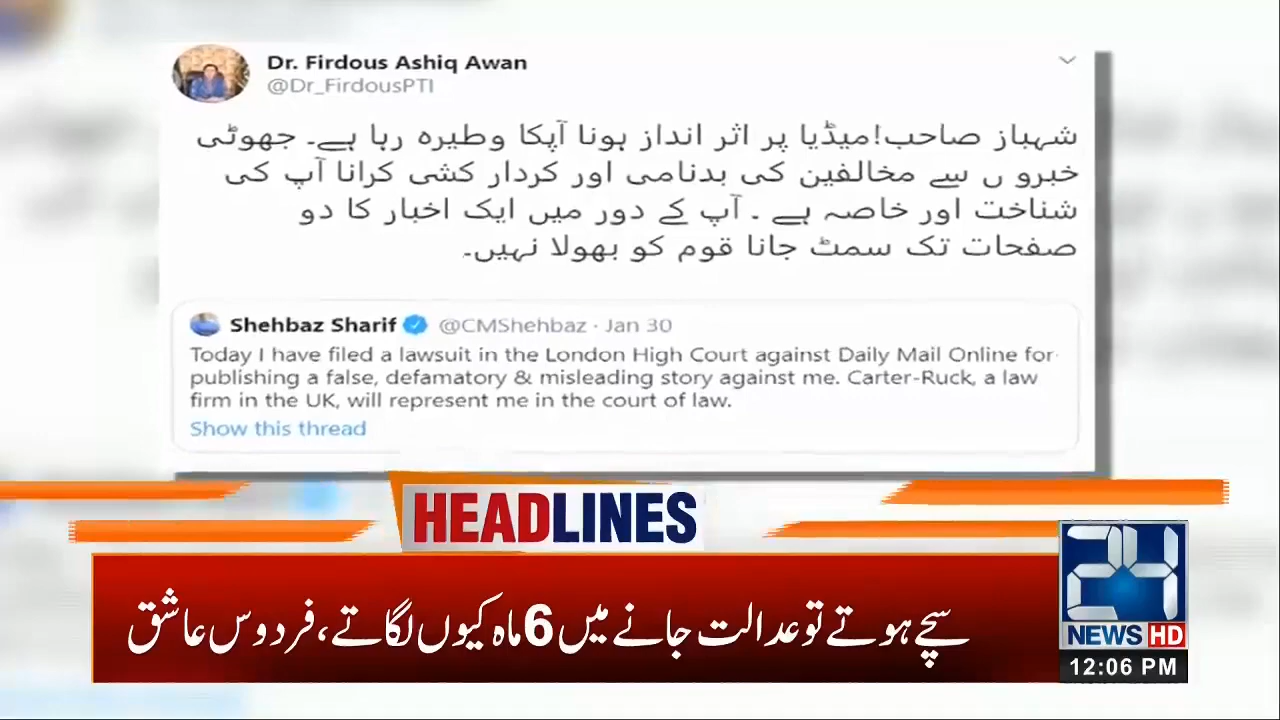 Dr. Firdous Ashiq Awan
@Dr_FirdousPTI
شہباز صاحب!میڈیا پر اثر انداز ہونا آپکا وطیرہ رہا ہے۔ جھوٹی
خبرو ں سے مخالفین کی بدنامی اور کردار کشی کرانا آپ کی
شناخت اور خاصہ ہے ۔ آپ کے دور میں ایک اخبار کا دو
صفحات تک سمٹ جانا قوم کو بھولا نہیں۔
Shehbaz Sharif @CMShehbaz · Jan 30
Today I have filed a lawsuit in the London High Court against Daily Mail Online for
publishing a false, defamatory & misleading story against me. Carter-Ruck, a law
firm in the UK, will represent me in the court of law.
Show this thread
HEADLINES
سچے ہوتے تو عدالت جانے میں 6 ماہ کیوں لگاتے، فردوس عاشق
24
NEWS HD
12:06 PM